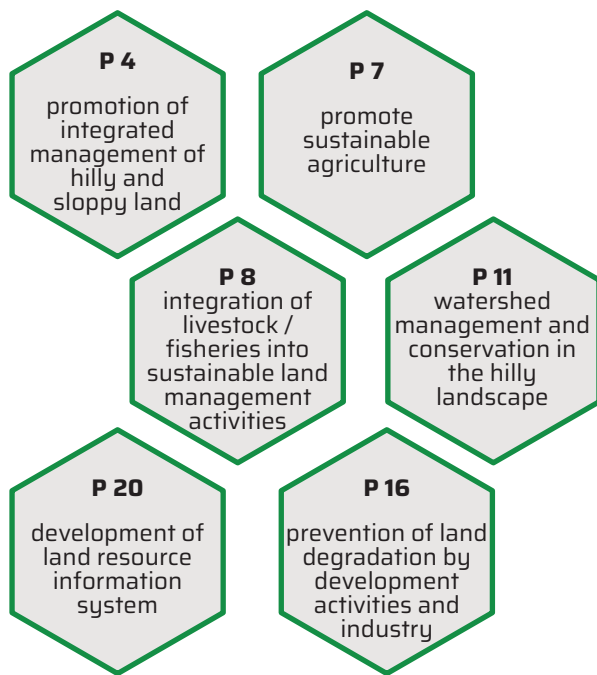 P 4
promotion of
integrated
management of
hilly and
sloppy land
P 7
promote
sustainable
agriculture
P 8
integration of
livestock /
fisheries into
sustainable land
management
activities
P 11
watershed
management and
conservation in
the hilly
landscape
P 20
development of
land resource
information
system
P 16
prevention of land
degradation by
development
activities and
industry